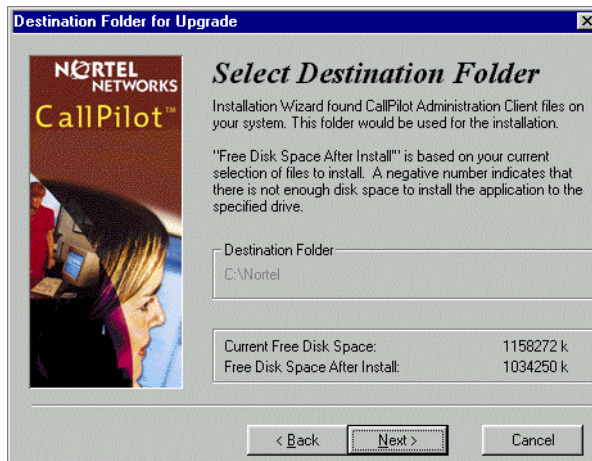 Destination Folder for Upgrade
NORTEL
NETWORKS
CallPilot™
Select Destination Folder
Installation Wizard found CallPilot Administration Client files on
your system. This folder would be used for the installation.
"Free Disk Space After Install"' is based on your current
selection of files to install. A negative number indicates that
there is not enough disk space to install the application to the
specified drive.
Destination Folder
C:\Nortel
Current Free Disk Space: 1158272 k
Free Disk Space After Install: 1034250 k
< Back Next > Cancel